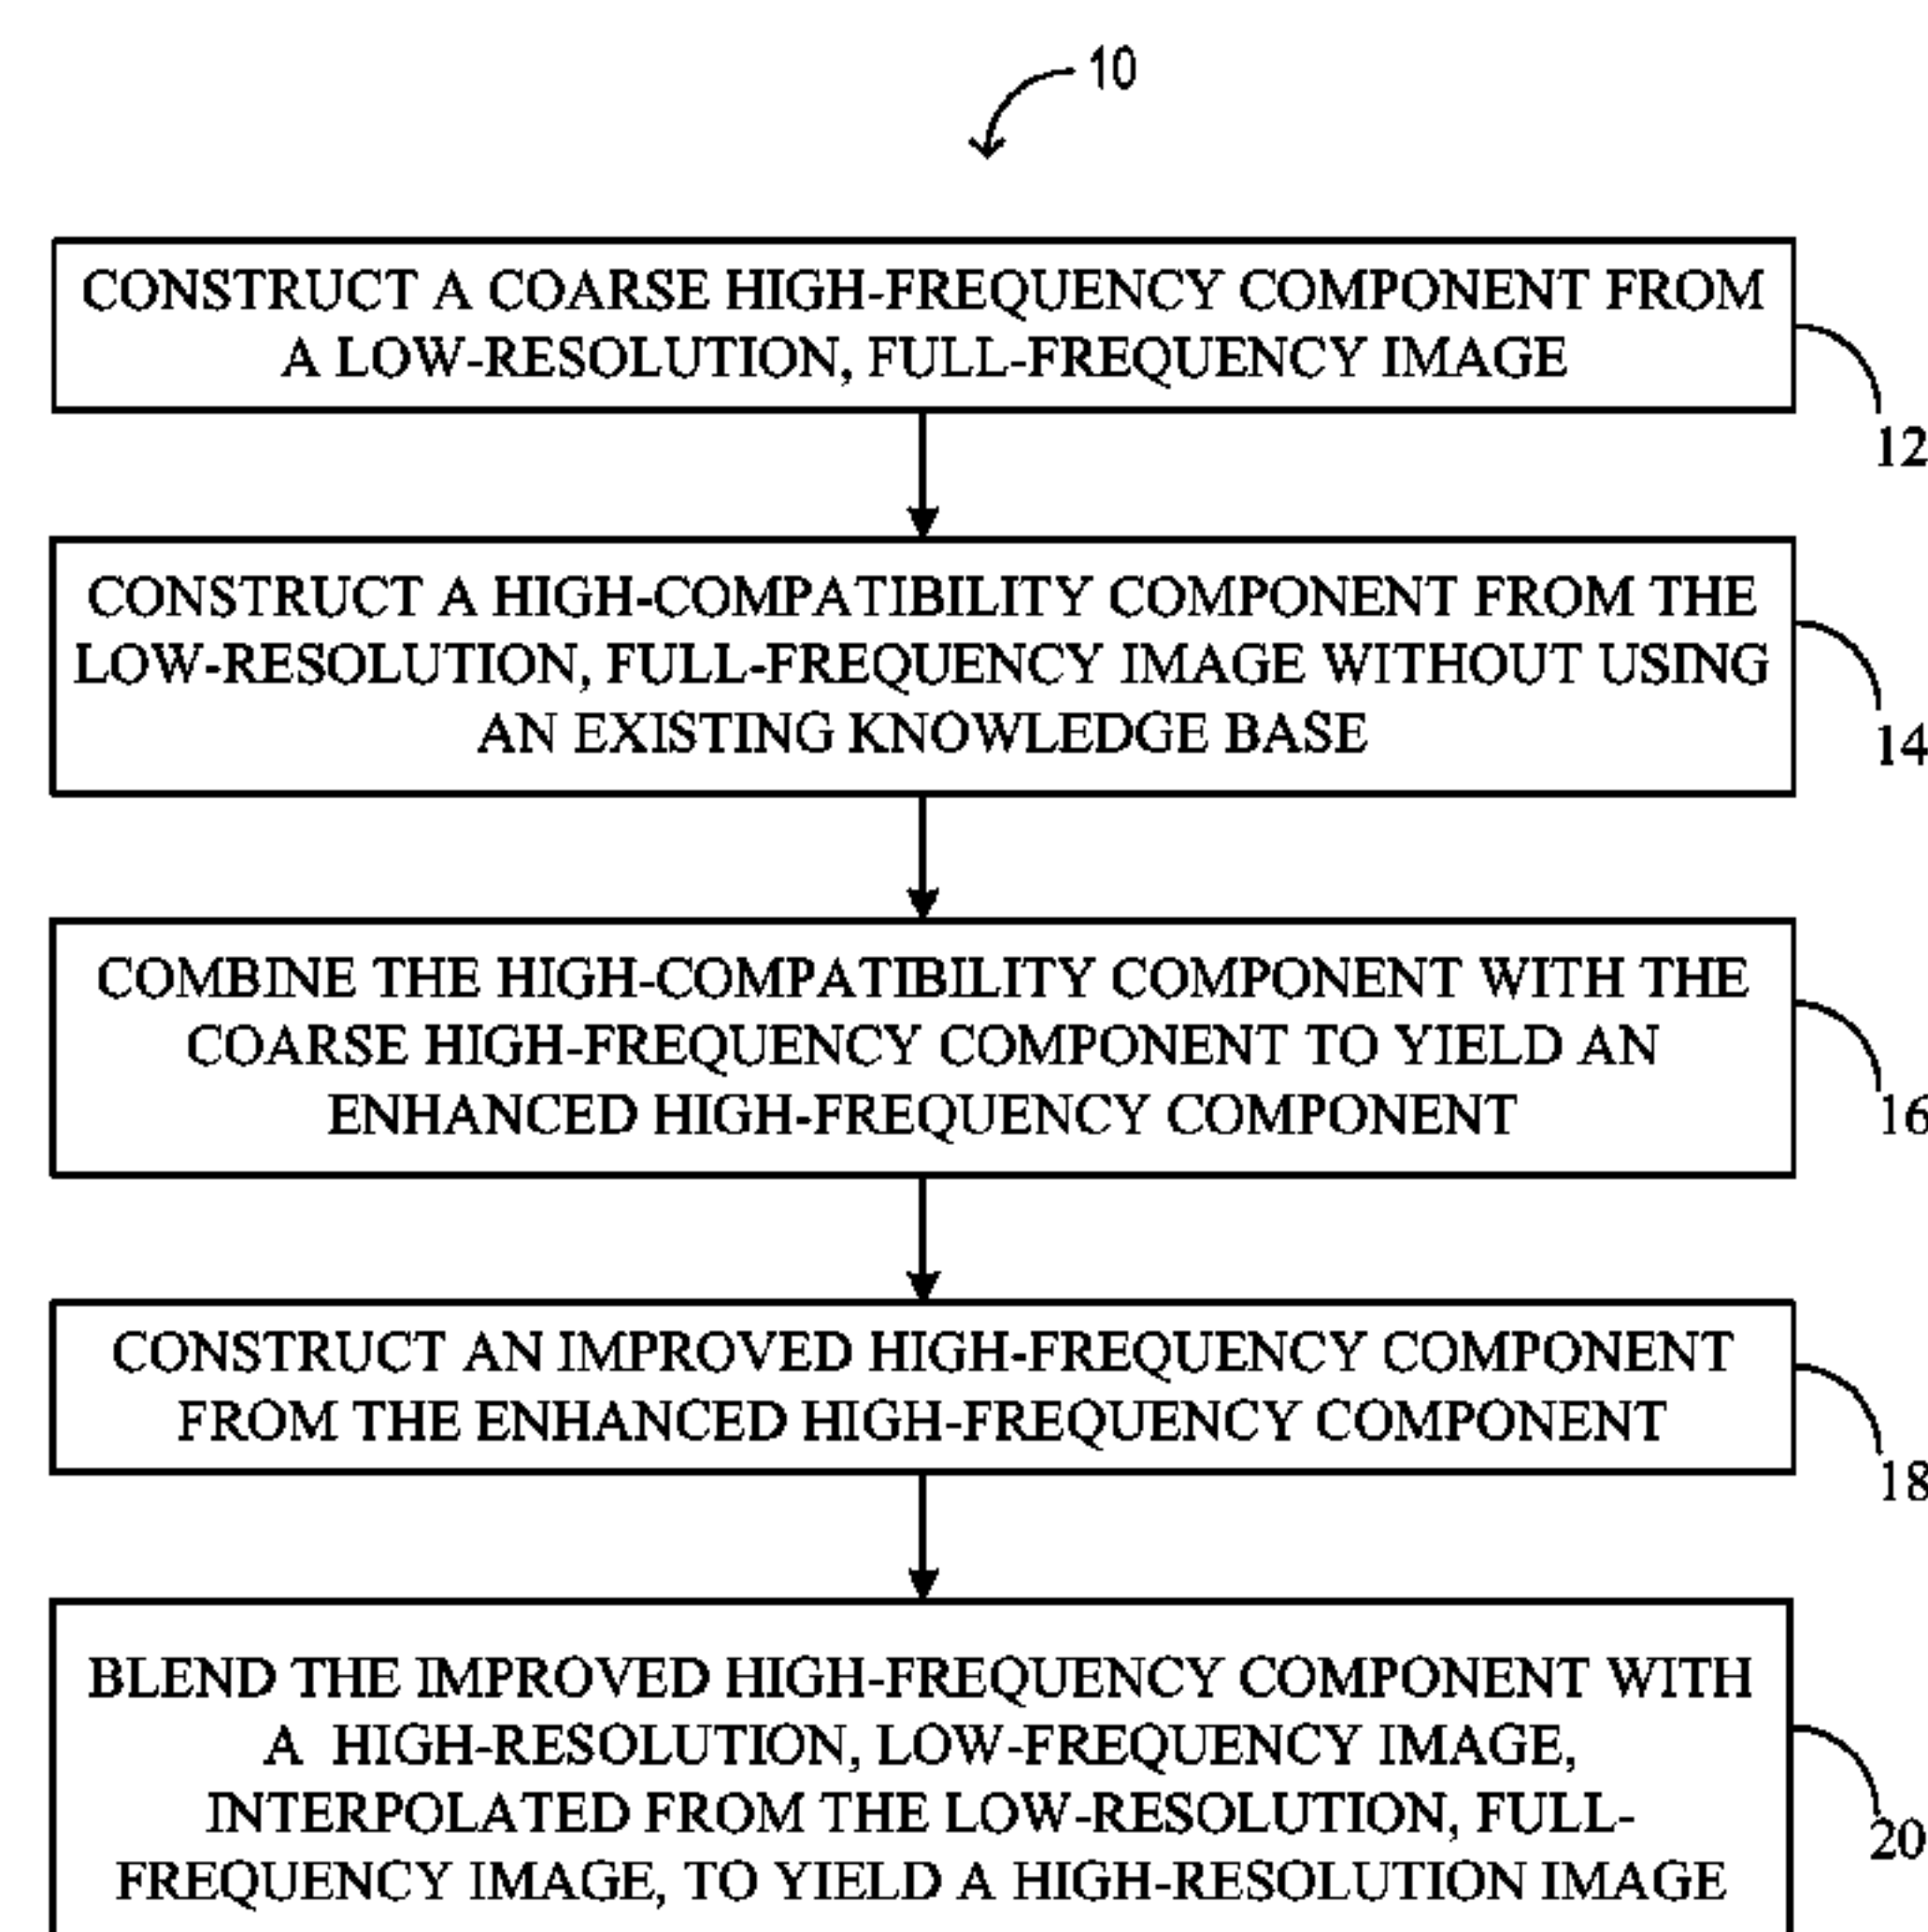 10
CONSTRUCT A COARSE HIGH-FREQUENCY COMPONENT FROM
A LOW-RESOLUTION, FULL-FREQUENCY IMAGE
12
CONSTRUCT A HIGH-COMPATIBILITY COMPONENT FROM THE
LOW-RESOLUTION, FULL-FREQUENCY IMAGE WITHOUT USING
AN EXISTING KNOWLEDGE BASE
14
COMBINE THE HIGH-COMPATIBILITY COMPONENT WITH THE
COARSE HIGH-FREQUENCY COMPONENT TO YIELD AN
ENHANCED HIGH-FREQUENCY COMPONENT
16
CONSTRUCT AN IMPROVED HIGH-FREQUENCY COMPONENT
FROM THE ENHANCED HIGH-FREQUENCY COMPONENT
18
BLEND THE IMPROVED HIGH-FREQUENCY COMPONENT WITH
A HIGH-RESOLUTION, LOW-FREQUENCY IMAGE,
INTERPOLATED FROM THE LOW-RESOLUTION, FULL-
FREQUENCY IMAGE, TO YIELD A HIGH-RESOLUTION IMAGE
20